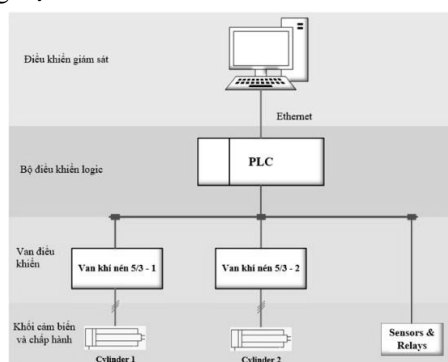 Điều khiển giám sát
Ethernet
Bộ điều khiển logic
PLC
Van điều
khiển
Van khí nén 5/3 - 1
Van khí nén 5/3 - 2
Khối cảm biến
và chấp hành
Cylinder 1
Cylinder 2
Sensors &
Relays